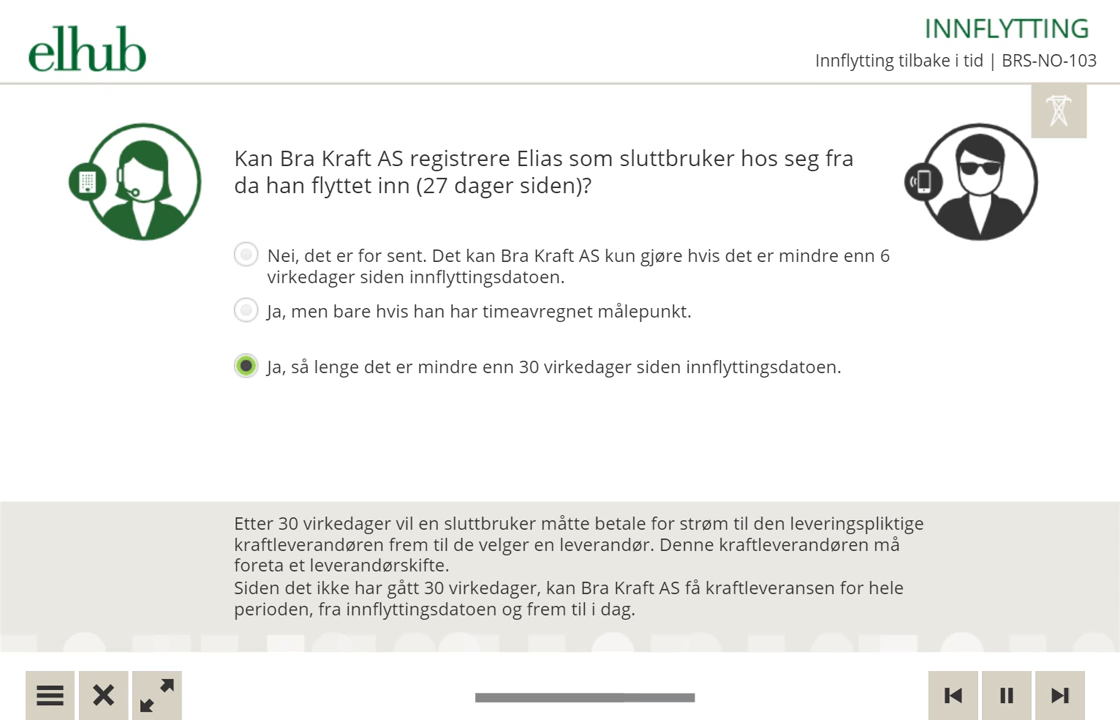 elhub
INNFLYTTING
Innflytting tilbake i tid | BRS-NO-103
Kan Bra Kraft AS registrere Elias som sluttbruker hos seg fra
da han flyttet inn (27 dager siden)?
Nei, det er for sent. Det kan Bra Kraft AS kun gjøre hvis det er mindre enn 6
virkedager siden innflyttingsdatoen.
Ja, men bare hvis han har timeavregnet målepunkt.
Ja, så lenge det er mindre enn 30 virkedager siden innflyttingsdatoen.
Etter 30 virkedager vil en sluttbruker måtte betale for strøm til den leveringspliktige
kraftleverandøren frem til de velger en leverandør. Denne kraftleverandøren må
foreta et leverandørskifte.
Siden det ikke har gått 30 virkedager, kan Bra Kraft AS få kraftleveransen for hele
perioden, fra innflyttingsdatoen og frem til i dag.